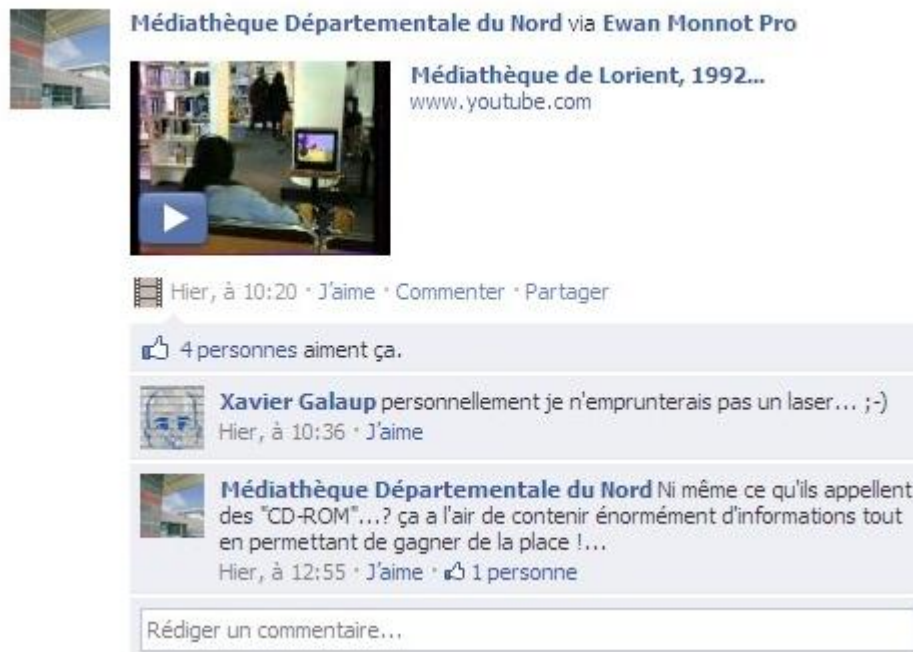 Médiathèque Départementale du Nord via Ewan Monnot Pro
Médiathèque de Lorient, 1992...
www.youtube.com
Hier, à 10:20 · J'aime · Commenter · Partager
4 personnes aiment ça.
Xavier Galaup personnellement je n'emprunterais pas un laser... ;-)
Hier, à 10:36 · J'aime
Médiathèque Départementale du Nord Ni même ce qu'ils appellent
des "CD-ROM"...? ça a l'air de contenir énormément d'informations tout
en permettant de gagner de la place !...
Hier, à 12:55 · J'aime · 1 personne
Rédiger un commentaire...